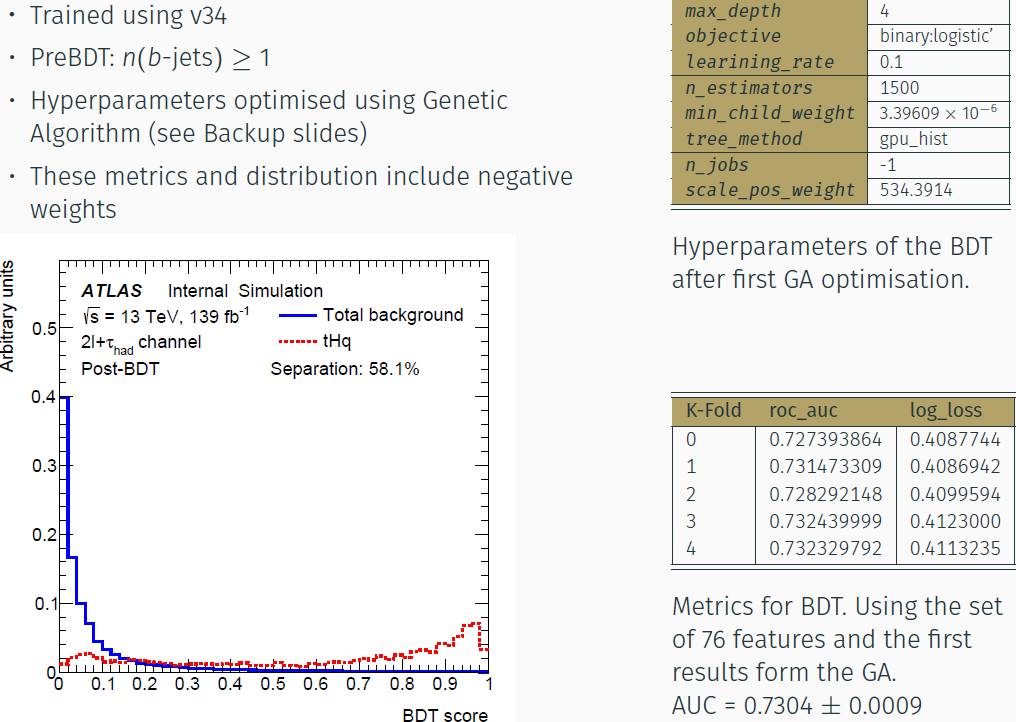 • Trained using v34
• PreBDT: n(b-jets) ≥ 1
• Hyperparameters optimised using Genetic
Algorithm (see Backup slides)
• These metrics and distribution include negative
weights
Arbitrary units
ATLAS Internal Simulation
√s = 13 TeV, 139 fb⁻¹
2l+τhad channel
Post-BDT
Total background
tHq
Separation: 58.1%
0.5
0.4
0.3
0.2
0.1
0
0 0.1 0.2 0.3 0.4 0.5 0.6 0.7 0.8 0.9 1
BDT score
max_depth 4
objective binary:logistic’
learining_rate 0.1
n_estimators 1500
min_child_weight 3.39609 × 10⁻⁶
tree_method gpu_hist
n_jobs -1
scale_pos_weight 534.3914
Hyperparameters of the BDT
after first GA optimisation.
K-Fold roc_auc log_loss
0 0.727393864 0.4087744
1 0.731473309 0.4086942
2 0.728292148 0.4099594
3 0.732439999 0.4123000
4 0.732329792 0.4113235
Metrics for BDT. Using the set
of 76 features and the first
results form the GA.
AUC = 0.7304 ± 0.0009